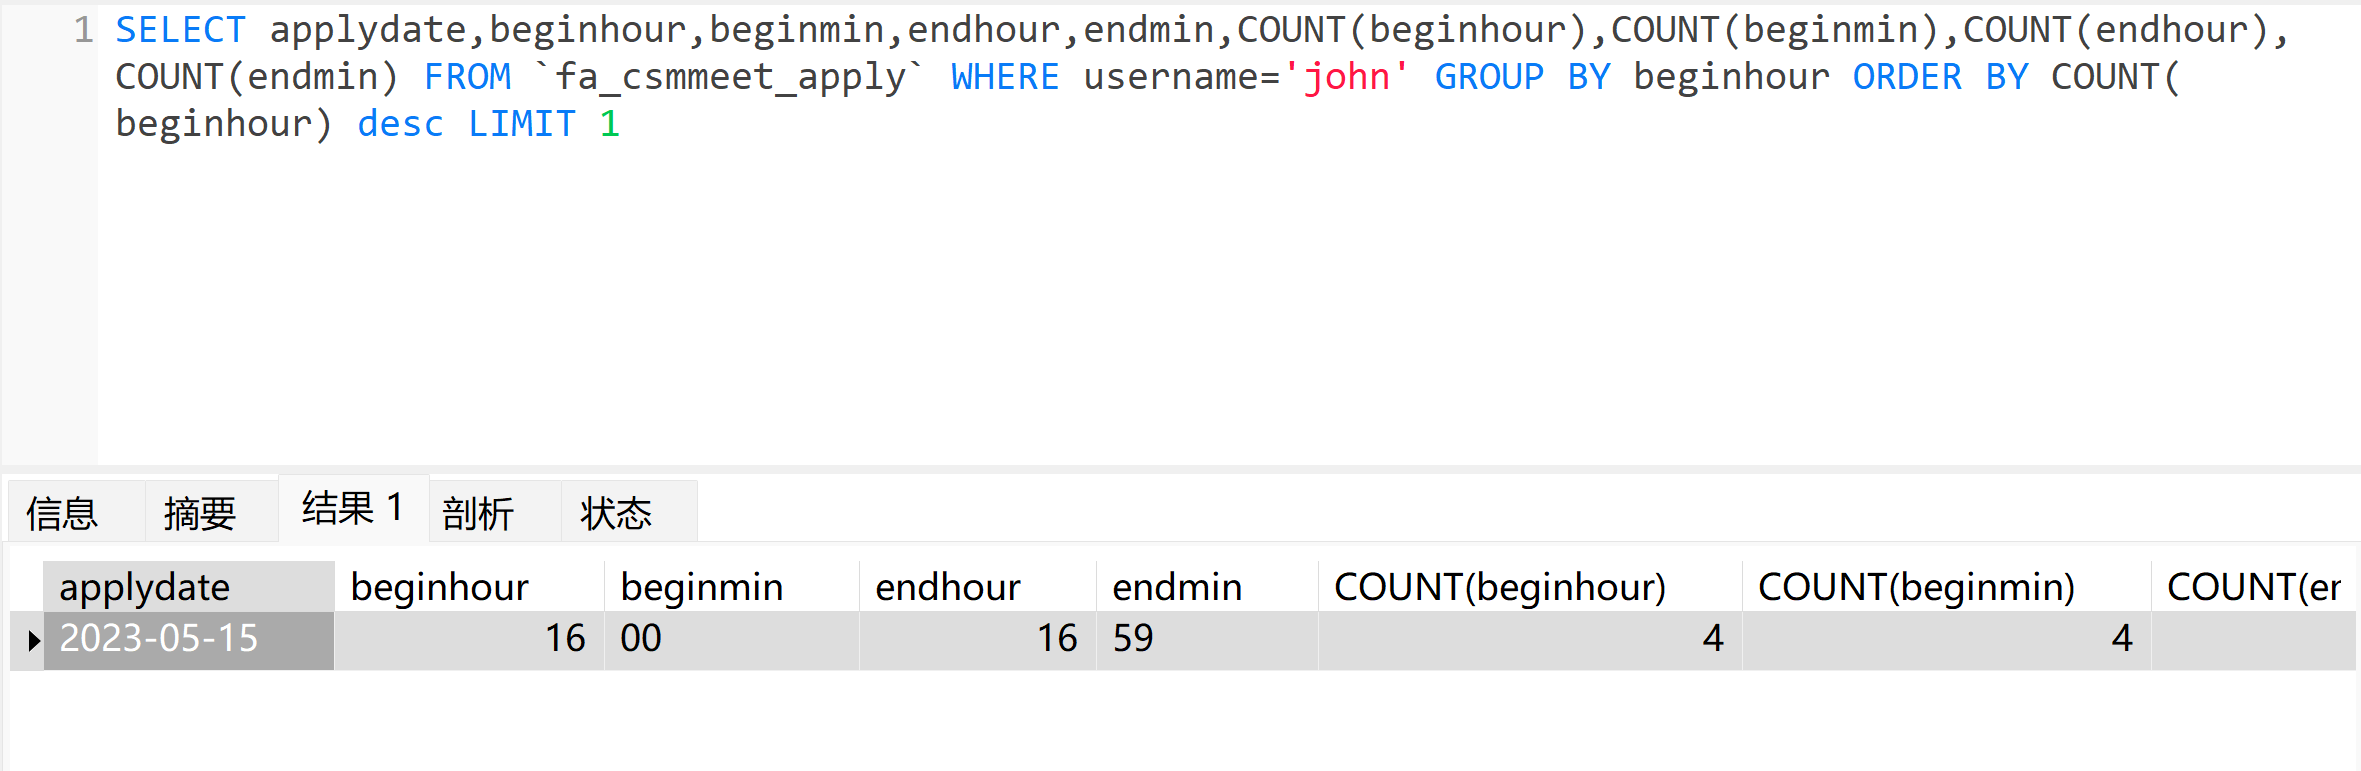 1 SELECT applydate,beginhour,beginmin,endhour,endmin,COUNT(beginhour),COUNT(beginmin),COUNT(endhour),
COUNT(endmin) FROM `fa_csmmeet_apply` WHERE username='john' GROUP BY beginhour ORDER BY COUNT(
beginhour) desc LIMIT 1
信息 摘要 结果 1 剖析 状态
applydate beginhour beginmin endhour endmin COUNT(beginhour) COUNT(beginmin) COUNT(er
2023-05-15 16 00 16 59 4 4